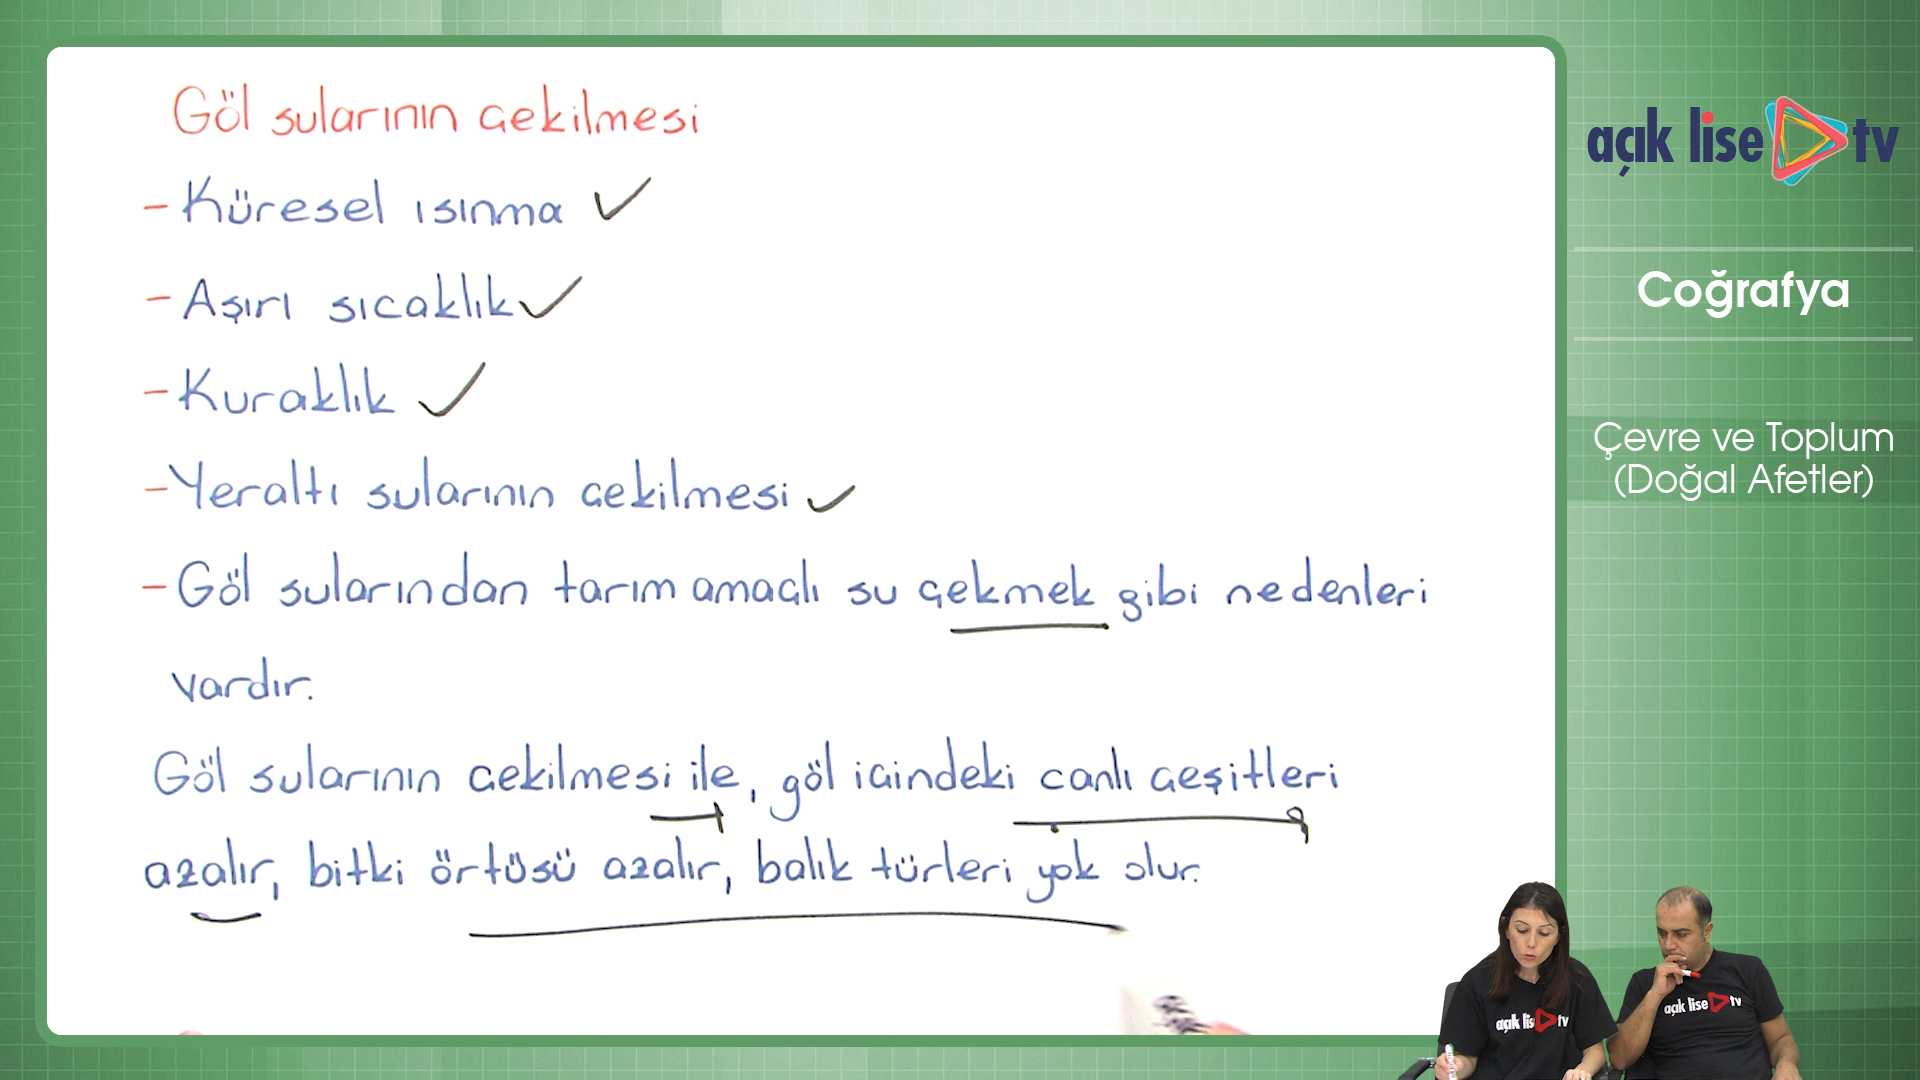 Göl sularının çekilmesi
- Küresel ısınma ✓
- Aşırı sıcaklık ✓
- Kuraklık ✓
- Yeraltı sularının çekilmesi ✓
- Göl sularından tarım amaçlı su çekmek gibi nedenleri
vardır.
Göl sularının çekilmesi ile, göl içindeki canlı çeşitleri
azalır, bitki örtüsü azalır, balık türleri yok olur.
açık lise tv
Coğrafya
Çevre ve Toplum
(Doğal Afetler)
açık lise tv
açık lise tv